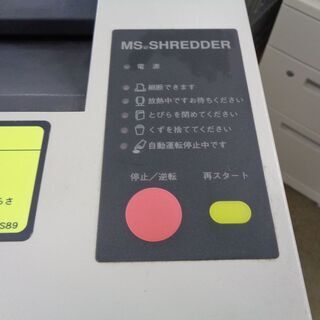 MS SHREDDER
電源
細断できます
放熱中ですお待ちください
とびらを閉めてください
くずを捨ててください
自動運転停止中です
停止／逆転
再スタート
らさ
S89